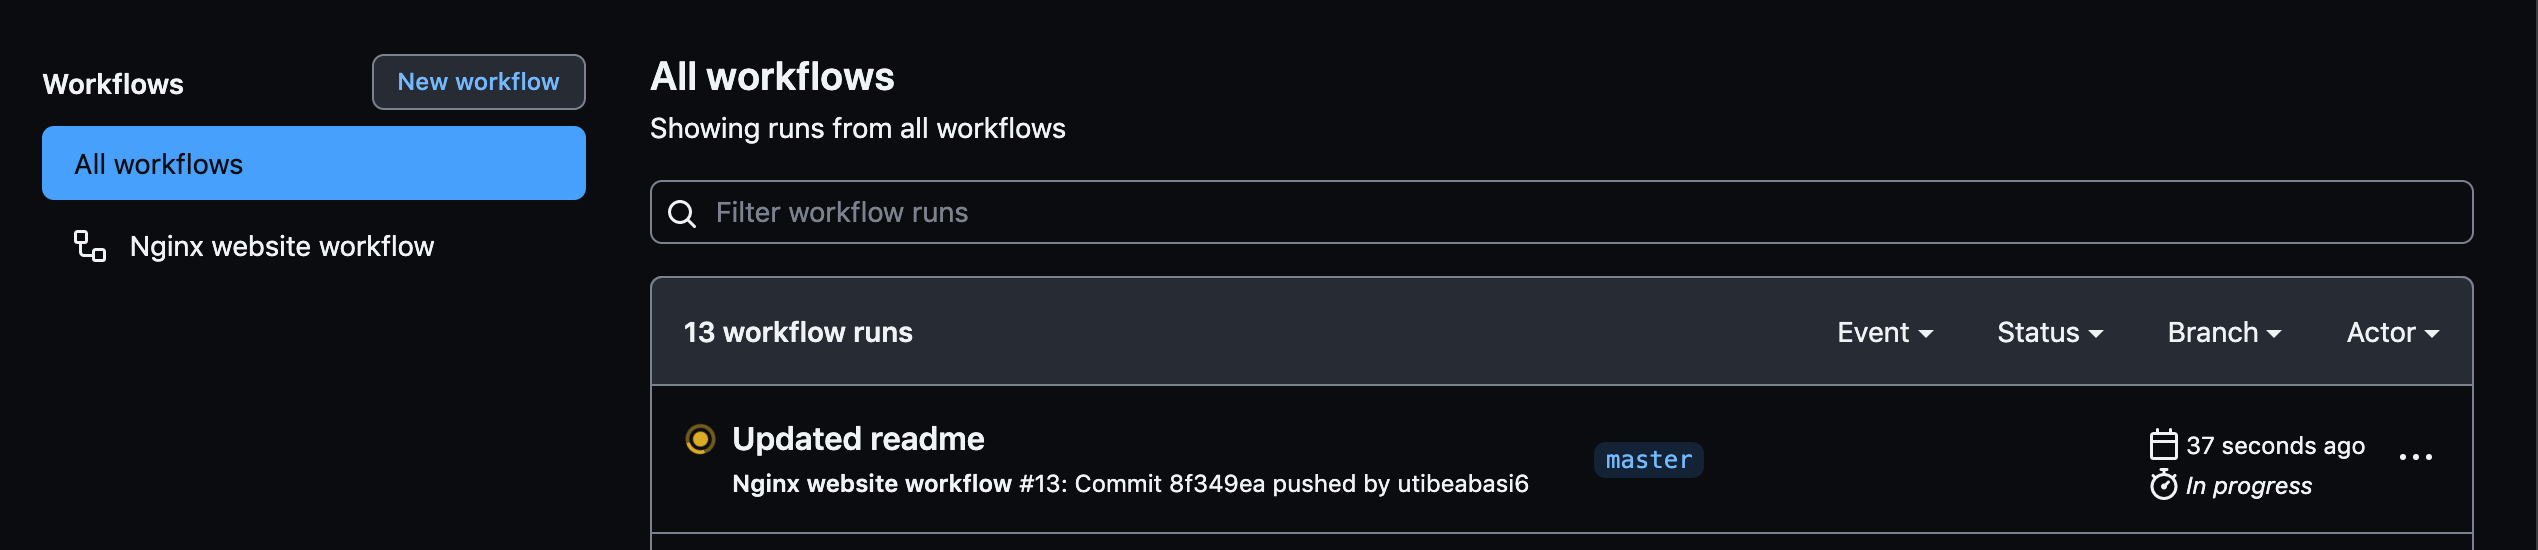 Workflows
New workflow
All workflows
Nginx website workflow
All workflows
Showing runs from all workflows
Filter workflow runs
13 workflow runs
Event
Status
Branch
Actor
Updated readme
Nginx website workflow #13: Commit 8f349ea pushed by utibeabasi6
master
37 seconds ago
In progress